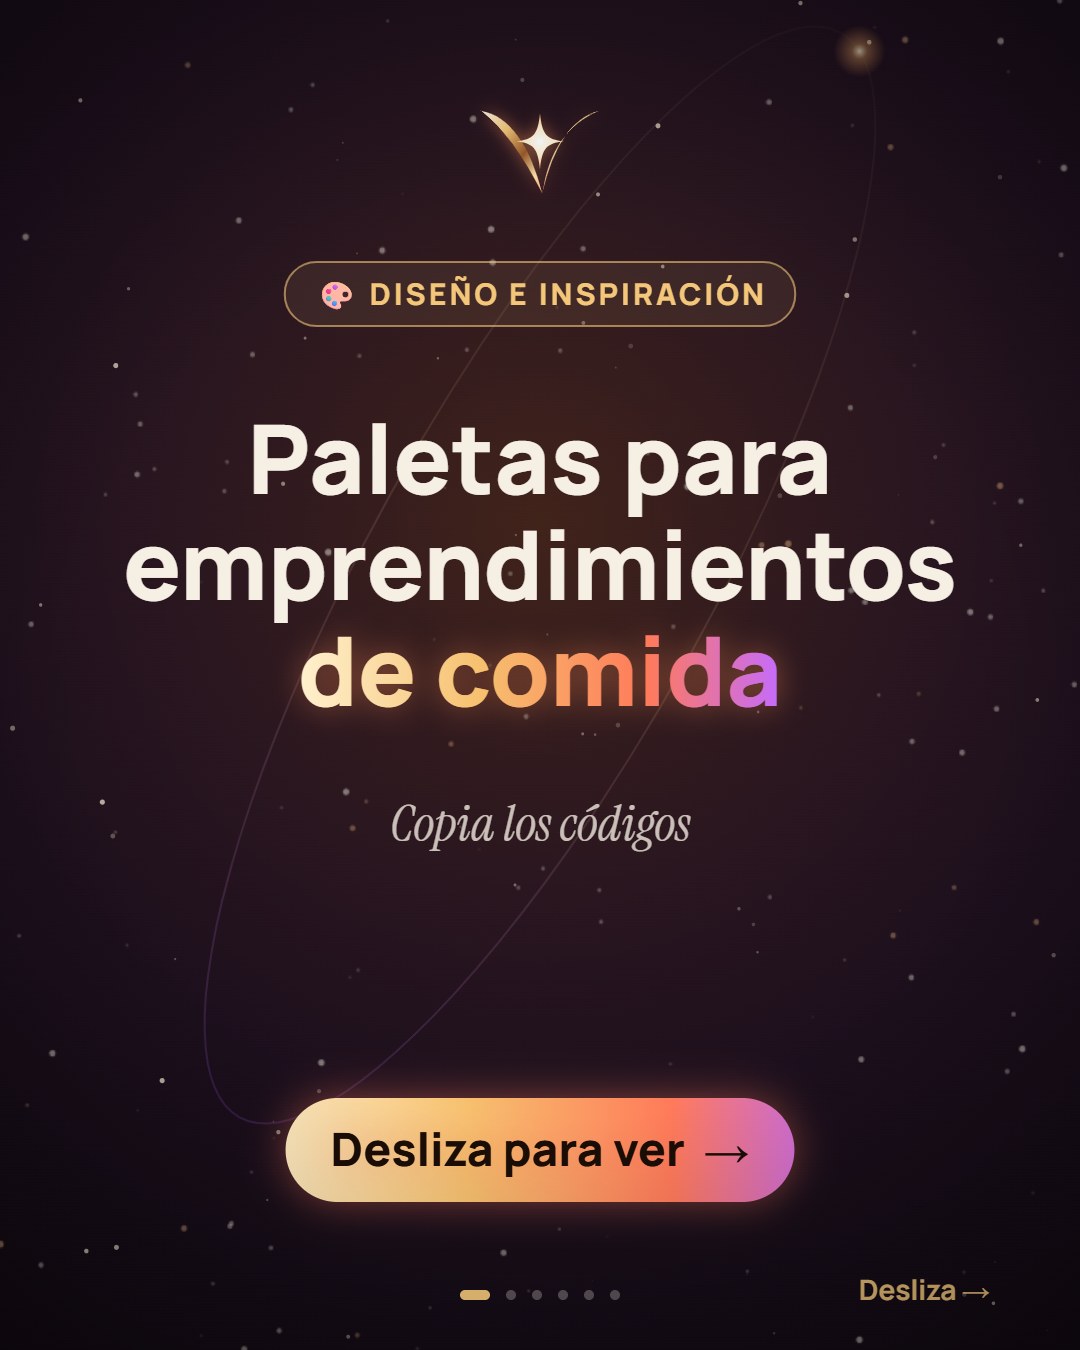 DISEÑO E INSPIRACIÓN
Paletas para
emprendimientos
de comida
Copia los códigos
Desliza para ver →
Desliza →